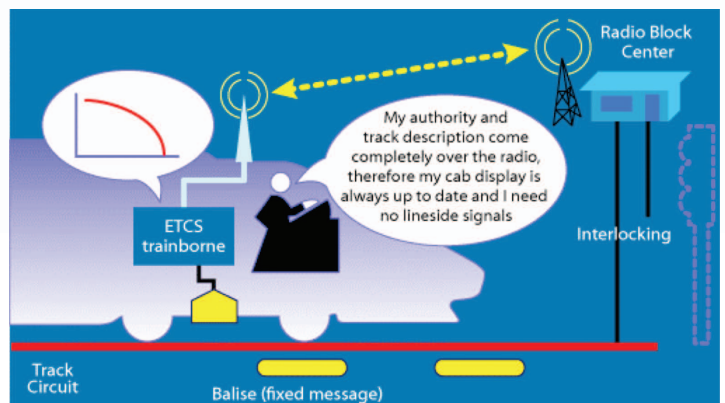 Radio Block
Center
My authority and
track description come
completely over the radio,
therefore my cab display is
always up to date and I need
no lineside signals
ETCS
trainborne
Interlocking
Track
Circuit
Balise (fixed message)